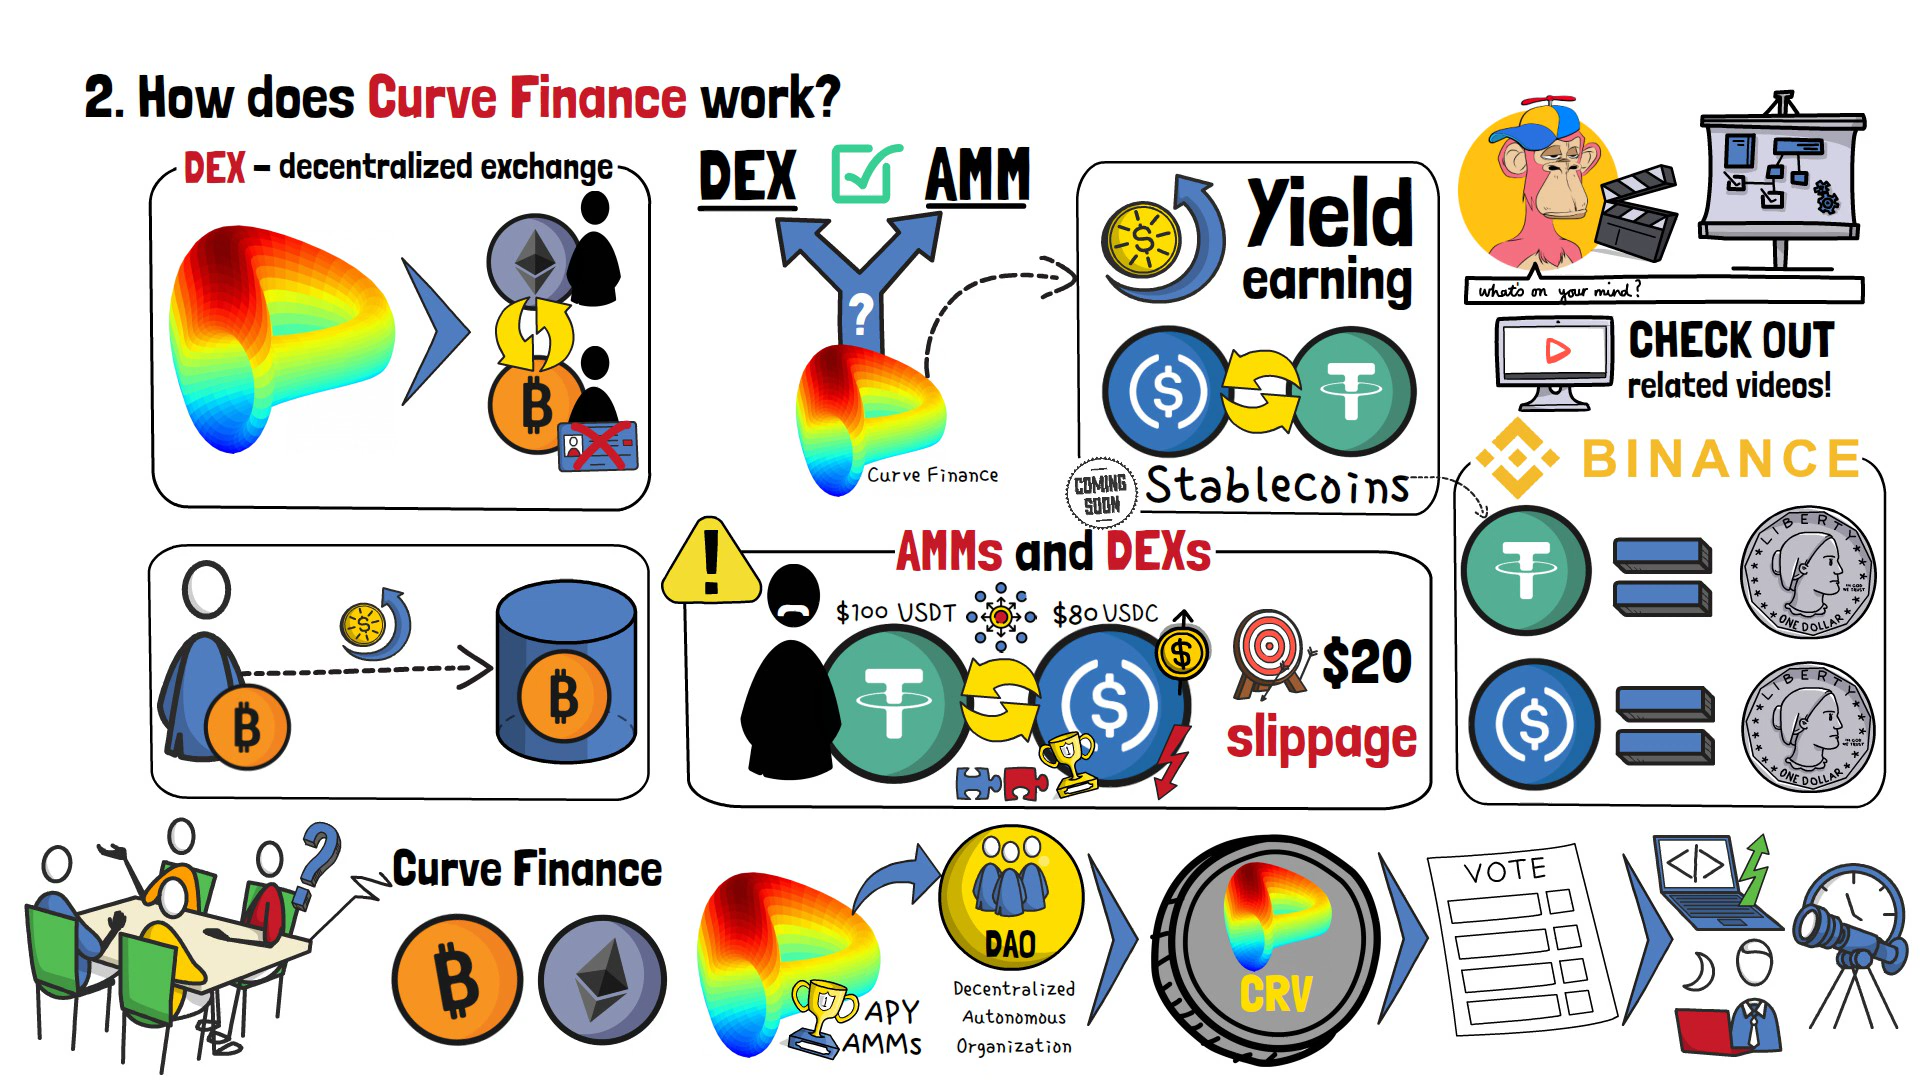 2. How does Curve Finance work?
DEX – decentralized exchange
DEX
AMM
?
Curve Finance
Yield
earning
Stablecoins
COMING
SOON
what's on your mind?
CHECK OUT
related videos!
BINANCE
LIBERTY
ONE DOLLAR
LIBERTY
ONE DOLLAR
!
AMMs and DEXs
$100 USDT
$80 USDC
$20
slippage
?
Curve Finance
1
APY
AMMs
DAO
Decentralized
Autonomous
Organization
CRV
VOTE
</>